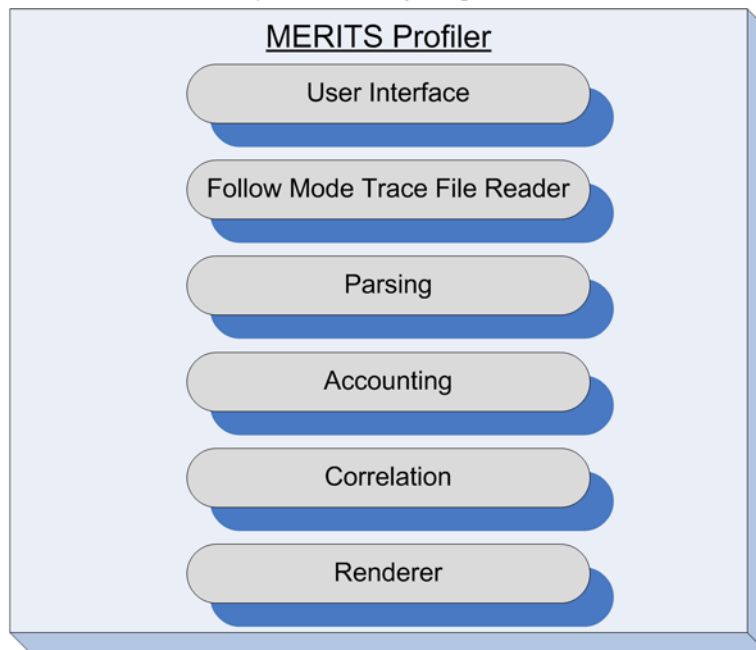 MERITS Profiler
User Interface
Follow Mode Trace File Reader
Parsing
Accounting
Correlation
Renderer